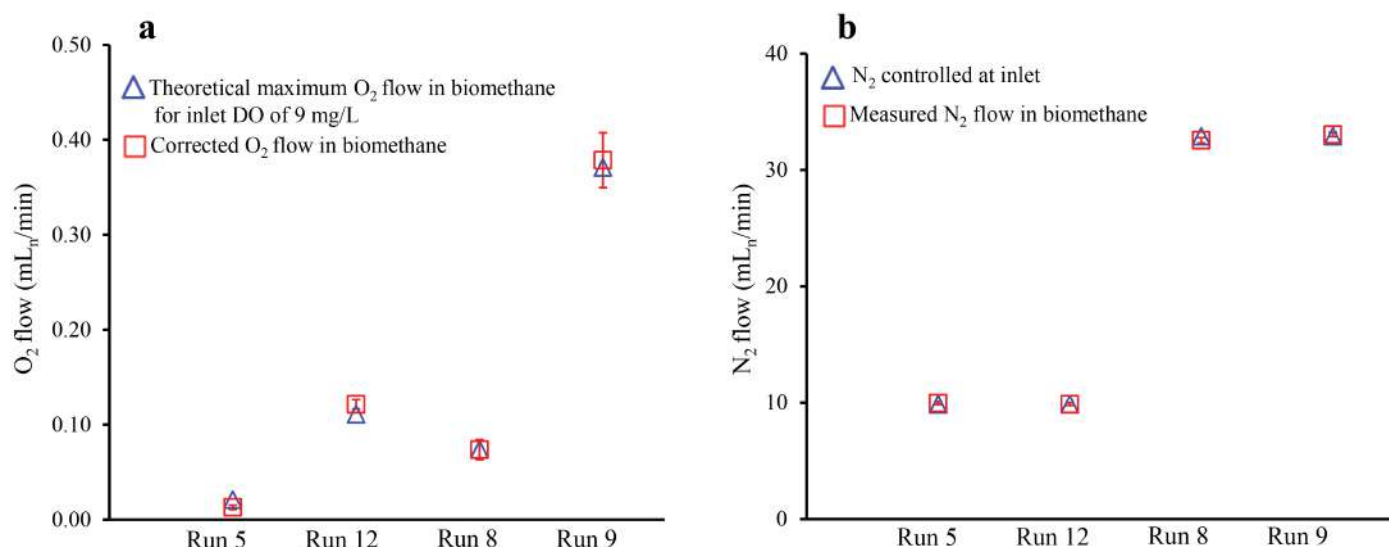 a
0.50
Theoretical maximum O₂ flow in biomethane
for inlet DO of 9 mg/L
Corrected O₂ flow in biomethane
0.40
0.30
0.20
0.10
0.00
O₂ flow (mLₙ/min)
Run 5 Run 12 Run 8 Run 9
b
40
N₂ controlled at inlet
Measured N₂ flow in biomethane
30
20
10
0
N₂ flow (mLₙ/min)
Run 5 Run 12 Run 8 Run 9